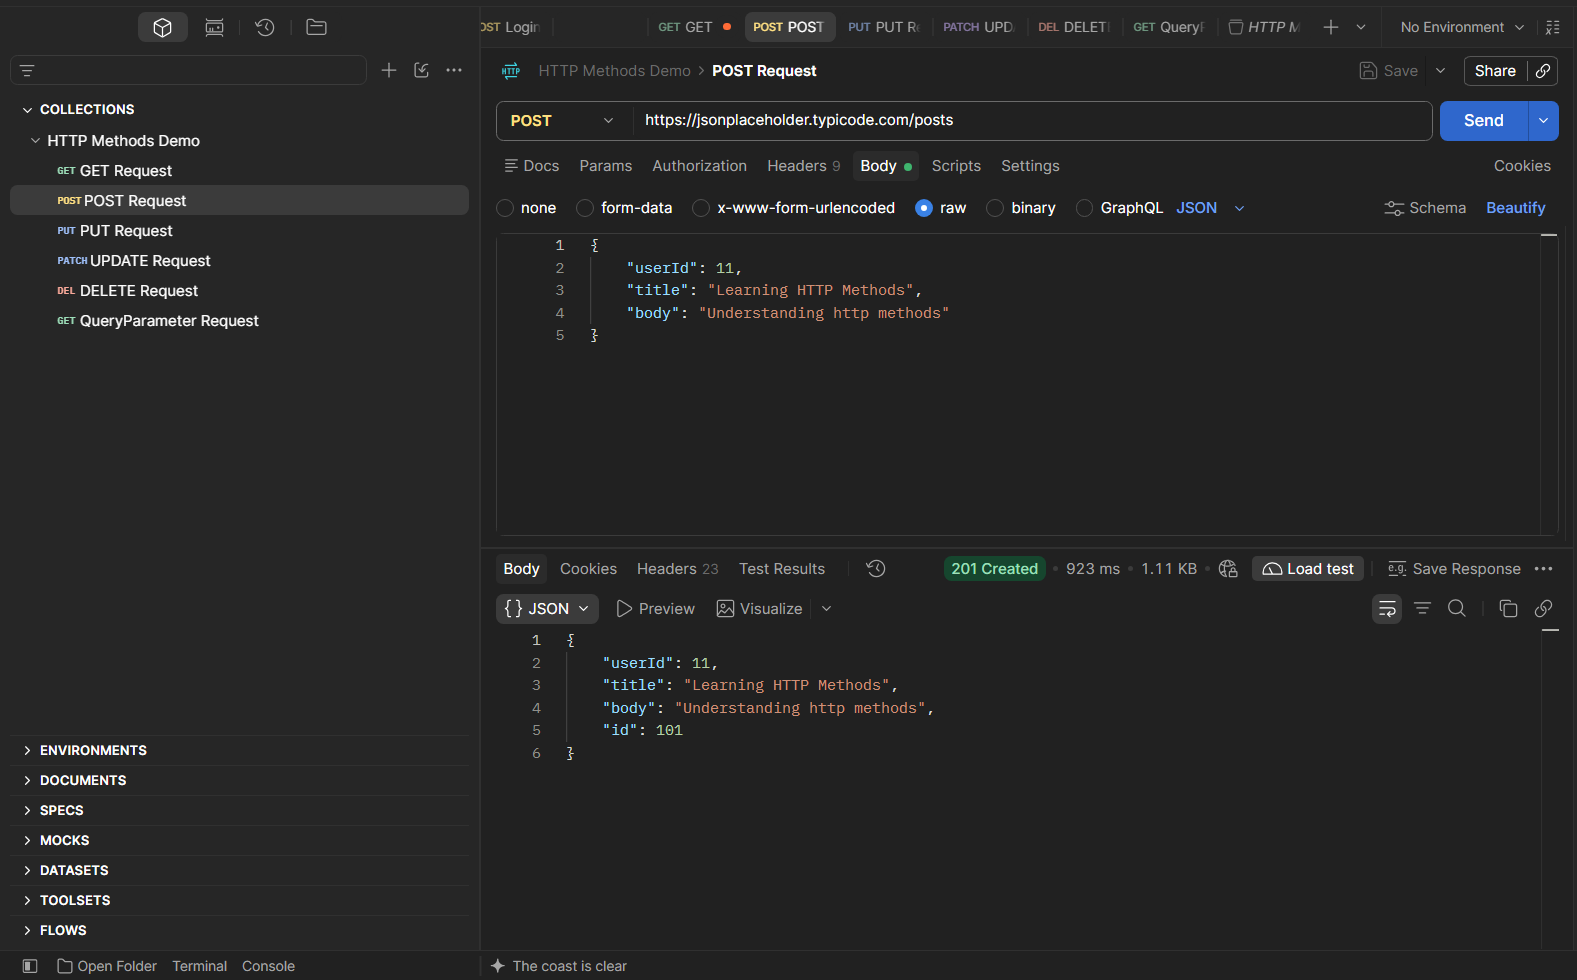 OST Login
GET GET
POST POST
PUT PUT R
PATCH UPD
DEL DELET
GET Query
HTTP M
No Environment
COLLECTIONS
HTTP Methods Demo
GET GET Request
POST POST Request
PUT PUT Request
PATCH UPDATE Request
DEL DELETE Request
GET QueryParameter Request
ENVIRONMENTS
DOCUMENTS
SPECS
MOCKS
DATASETS
TOOLSETS
FLOWS
HTTP HTTP Methods Demo > POST Request
Save
Share
POST https://jsonplaceholder.typicode.com/posts
Send
Docs Params Authorization Headers 9 Body Scripts Settings Cookies
none form-data x-www-form-urlencoded raw binary GraphQL JSON Schema Beautify
1 {
2 "userId": 11,
3 "title": "Learning HTTP Methods",
4 "body": "Understanding http methods"
5 }
Body Cookies Headers 23 Test Results 201 Created • 923 ms • 1.11 KB • Load test e.g. Save Response
{} JSON Preview Visualize
1 {
2 "userId": 11,
3 "title": "Learning HTTP Methods",
4 "body": "Understanding http methods",
5 "id": 101
6 }
Open Folder Terminal Console The coast is clear